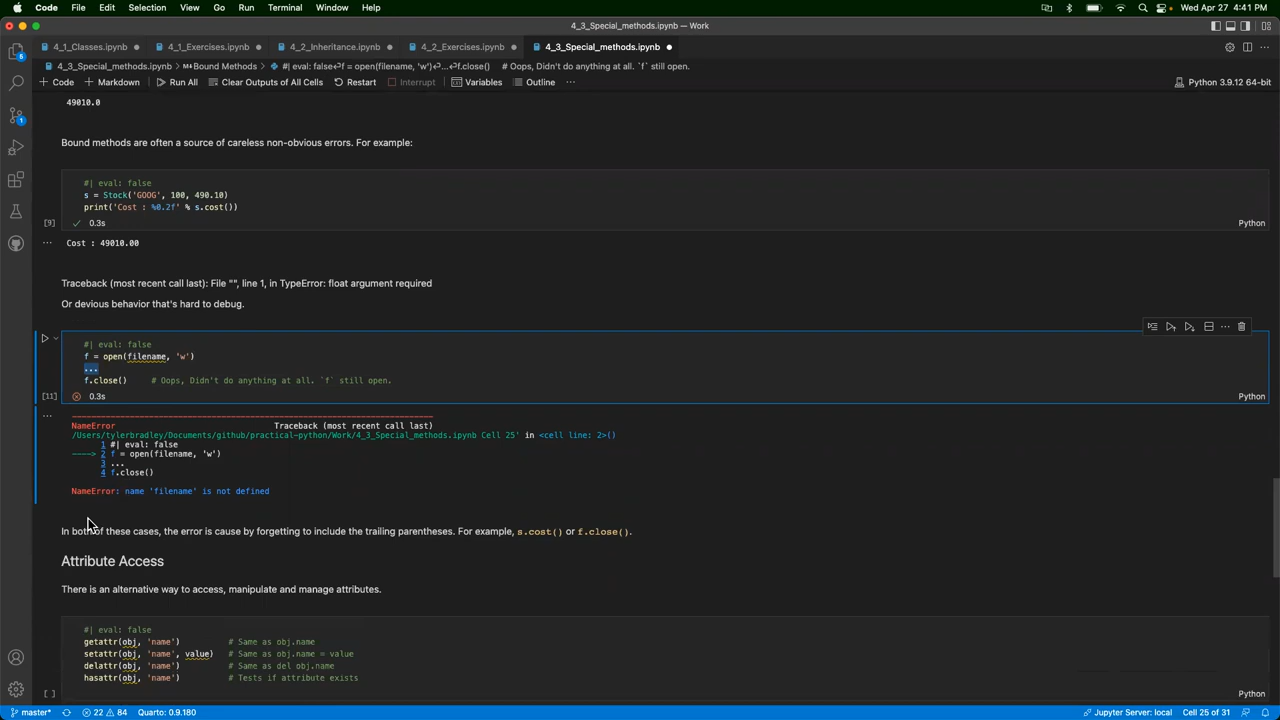 Code File Edit Selection View Go Run Terminal Window Help Wed Apr 27 4:41 PM
4_3_Special_methods.ipynb — Work
4_1_Classes.ipynb 4_1_Exercises.ipynb 4_2_Inheritance.ipynb 4_2_Exercises.ipynb 4_3_Special_methods.ipynb
4_3_Special_methods.ipynb > Bound Methods > #| eval: false↵f = open(filename, 'w')↵...↵f.close() # Oops, Didn't do anything at all. `f` still open.
+ Code + Markdown Run All Clear Outputs of All Cells Restart Interrupt Variables Outline ... Python 3.9.12 64-bit
49010.0
Bound methods are often a source of careless non-obvious errors. For example:
#| eval: false
s = Stock('GOOG', 100, 490.10)
print('Cost : %0.2f' % s.cost())
[9] 0.3s Python
... Cost : 49010.00
Traceback (most recent call last): File "", line 1, in TypeError: float argument required
Or devious behavior that's hard to debug.
#| eval: false
f = open(filename, 'w')
...
f.close() # Oops, Didn't do anything at all. `f` still open.
[11] 0.3s Python
...
NameError Traceback (most recent call last)
/Users/tylerbradley/Documents/github/practical-python/Work/4_3_Special_methods.ipynb Cell 25' in <cell line: 2>()
1 #| eval: false
----> 2 f = open(filename, 'w')
3 ...
4 f.close()
NameError: name 'filename' is not defined
In both of these cases, the error is cause by forgetting to include the trailing parentheses. For example, s.cost() or f.close().
Attribute Access
There is an alternative way to access, manipulate and manage attributes.
#| eval: false
getattr(obj, 'name') # Same as obj.name
setattr(obj, 'name', value) # Same as obj.name = value
delattr(obj, 'name') # Same as del obj.name
hasattr(obj, 'name') # Tests if attribute exists
[ ] Python
master* 22 84 Quarto: 0.9.180 Jupyter Server: local Cell 25 of 31
5
1